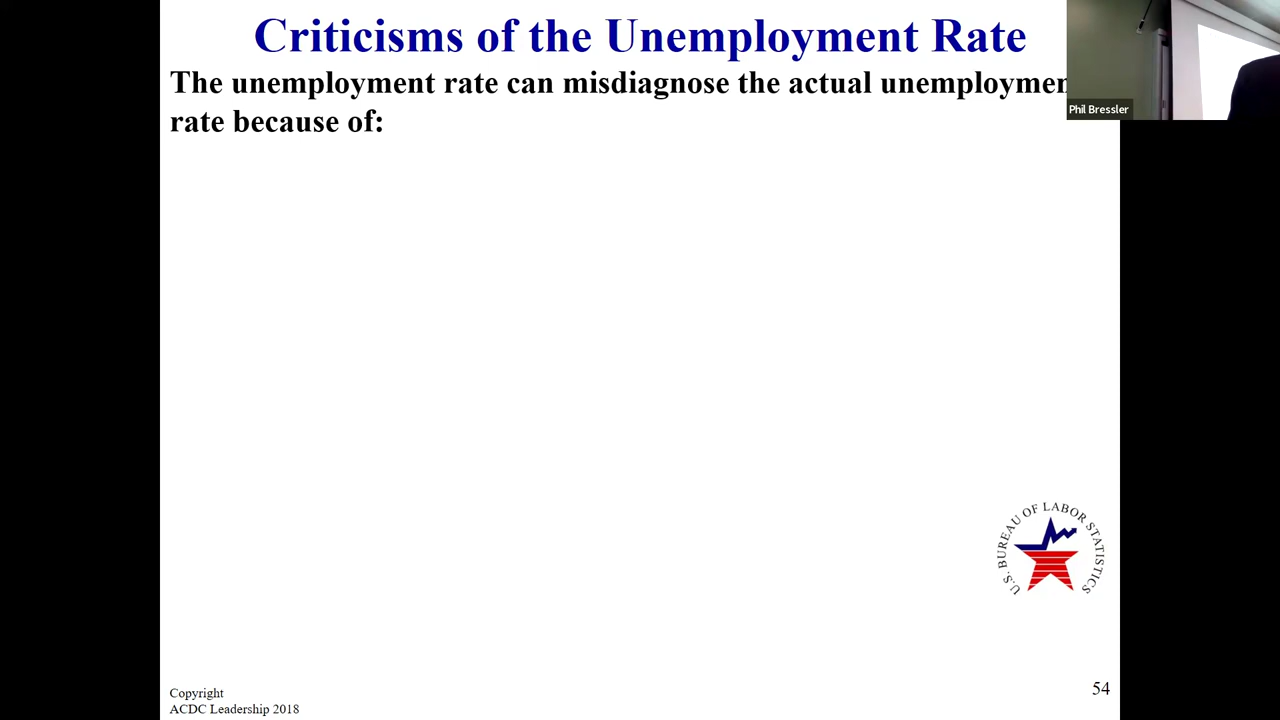 Criticisms of the Unemployment Rate
The unemployment rate can misdiagnose the actual
rate because of:
Phil Bressler
U.S. BUREAU OF LABOR STATISTICS
Copyright
ACDC Leadership 2018
54